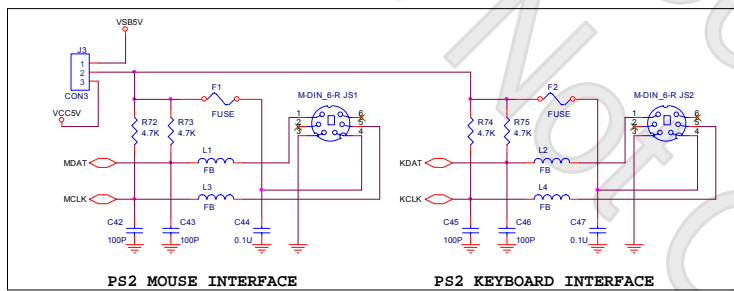 VSB5V
J3
1
2
3
CON3
VCC5V
F1
FUSE
M-DIN_6-R JS1
1
2
3
6
5
4
R72
4.7K
R73
4.7K
MDAT
L1
FB
MCLK
L3
FB
C42
100P
C43
100P
C44
0.1U
PS2 MOUSE INTERFACE
F2
FUSE
M-DIN_6-R JS2
1
2
3
6
5
4
R74
4.7K
R75
4.7K
KDAT
L2
FB
KCLK
L4
FB
C45
100P
C46
100P
C47
0.1U
PS2 KEYBOARD INTERFACE
Not